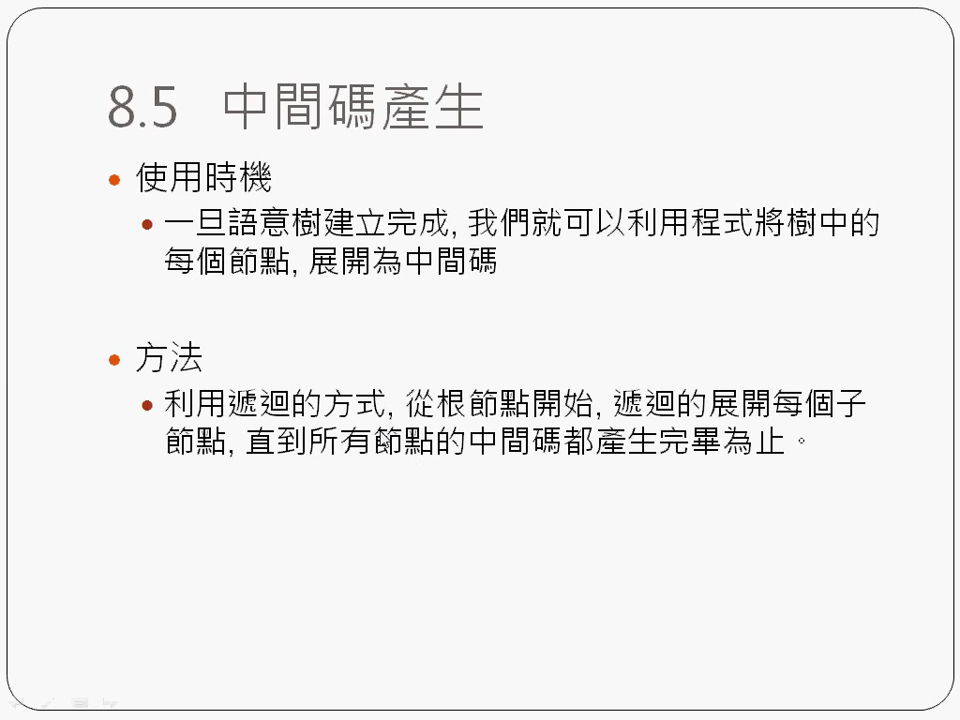 8.5 中間碼產生
使用時機
一旦語意樹建立完成, 我們就可以利用程式將樹中的
每個節點, 展開為中間碼
方法
利用遞迴的方式, 從根節點開始, 遞迴的展開每個子
節點, 直到所有節點的中間碼都產生完畢為止。